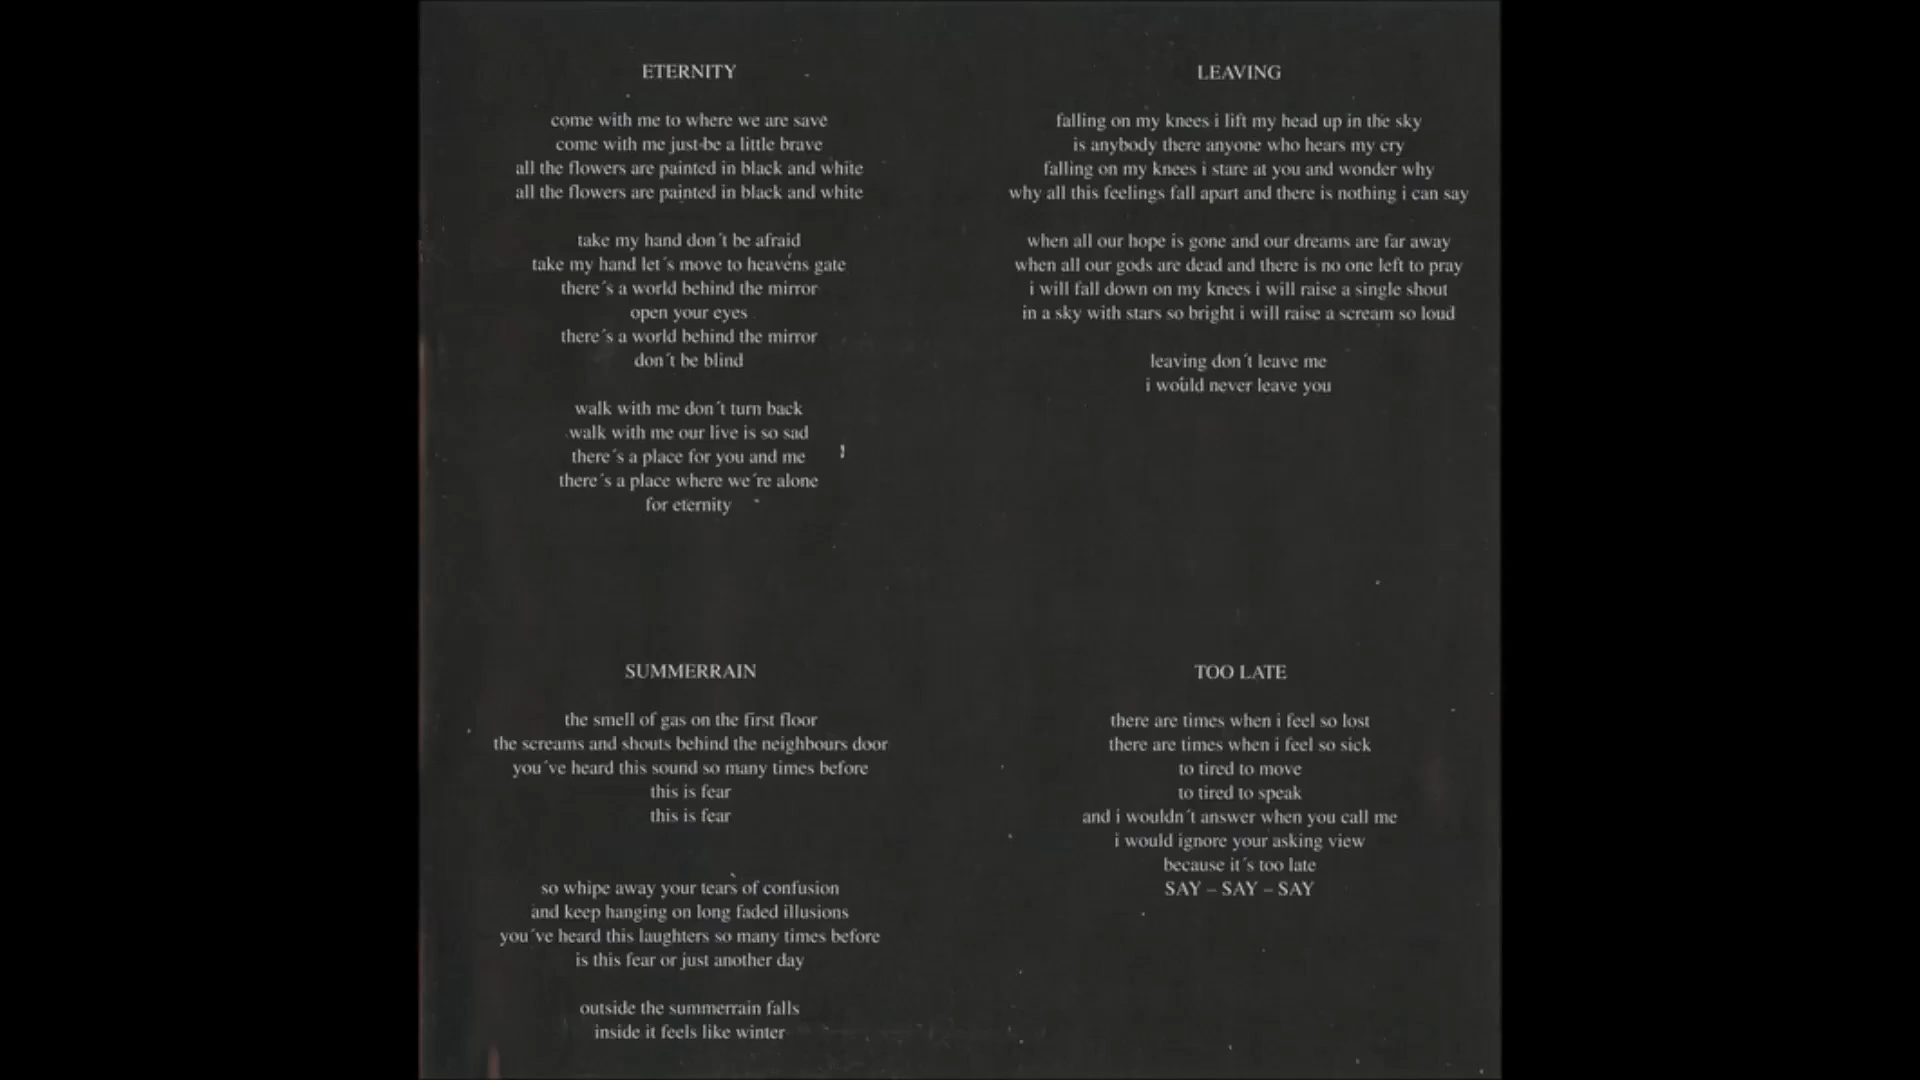 ETERNITY
come with me to where we are save
come with me just be a little brave
all the flowers are painted in black and white
all the flowers are painted in black and white
take my hand don´t be afraid
take my hand let´s move to heavens gate
there´s a world behind the mirror
open your eyes
there´s a world behind the mirror
don´t be blind
walk with me don´t turn back
walk with me our live is so sad
there´s a place for you and me
there´s a place where we´re alone
for eternity
LEAVING
falling on my knees i lift my head up in the sky
is anybody there anyone who hears my cry
falling on my knees i stare at you and wonder why
why all this feelings fall apart and there is nothing i can say
when all our hope is gone and our dreams are far away
when all our gods are dead and there is no one left to pray
i will fall down on my knees i will raise a single shout
in a sky with stars so bright i will raise a scream so loud
leaving don´t leave me
i would never leave you
SUMMERRAIN
the smell of gas on the first floor
the screams and shouts behind the neighbours door
you´ve heard this sound so many times before
this is fear
this is fear
so whipe away your tears of confusion
and keep hanging on long faded illusions
you´ve heard this laughters so many times before
is this fear or just another day
outside the summerrain falls
inside it feels like winter
TOO LATE
there are times when i feel so lost
there are times when i feel so sick
to tired to move
to tired to speak
and i wouldn´t answer when you call me
i would ignore your asking view
because it´s too late
SAY – SAY – SAY